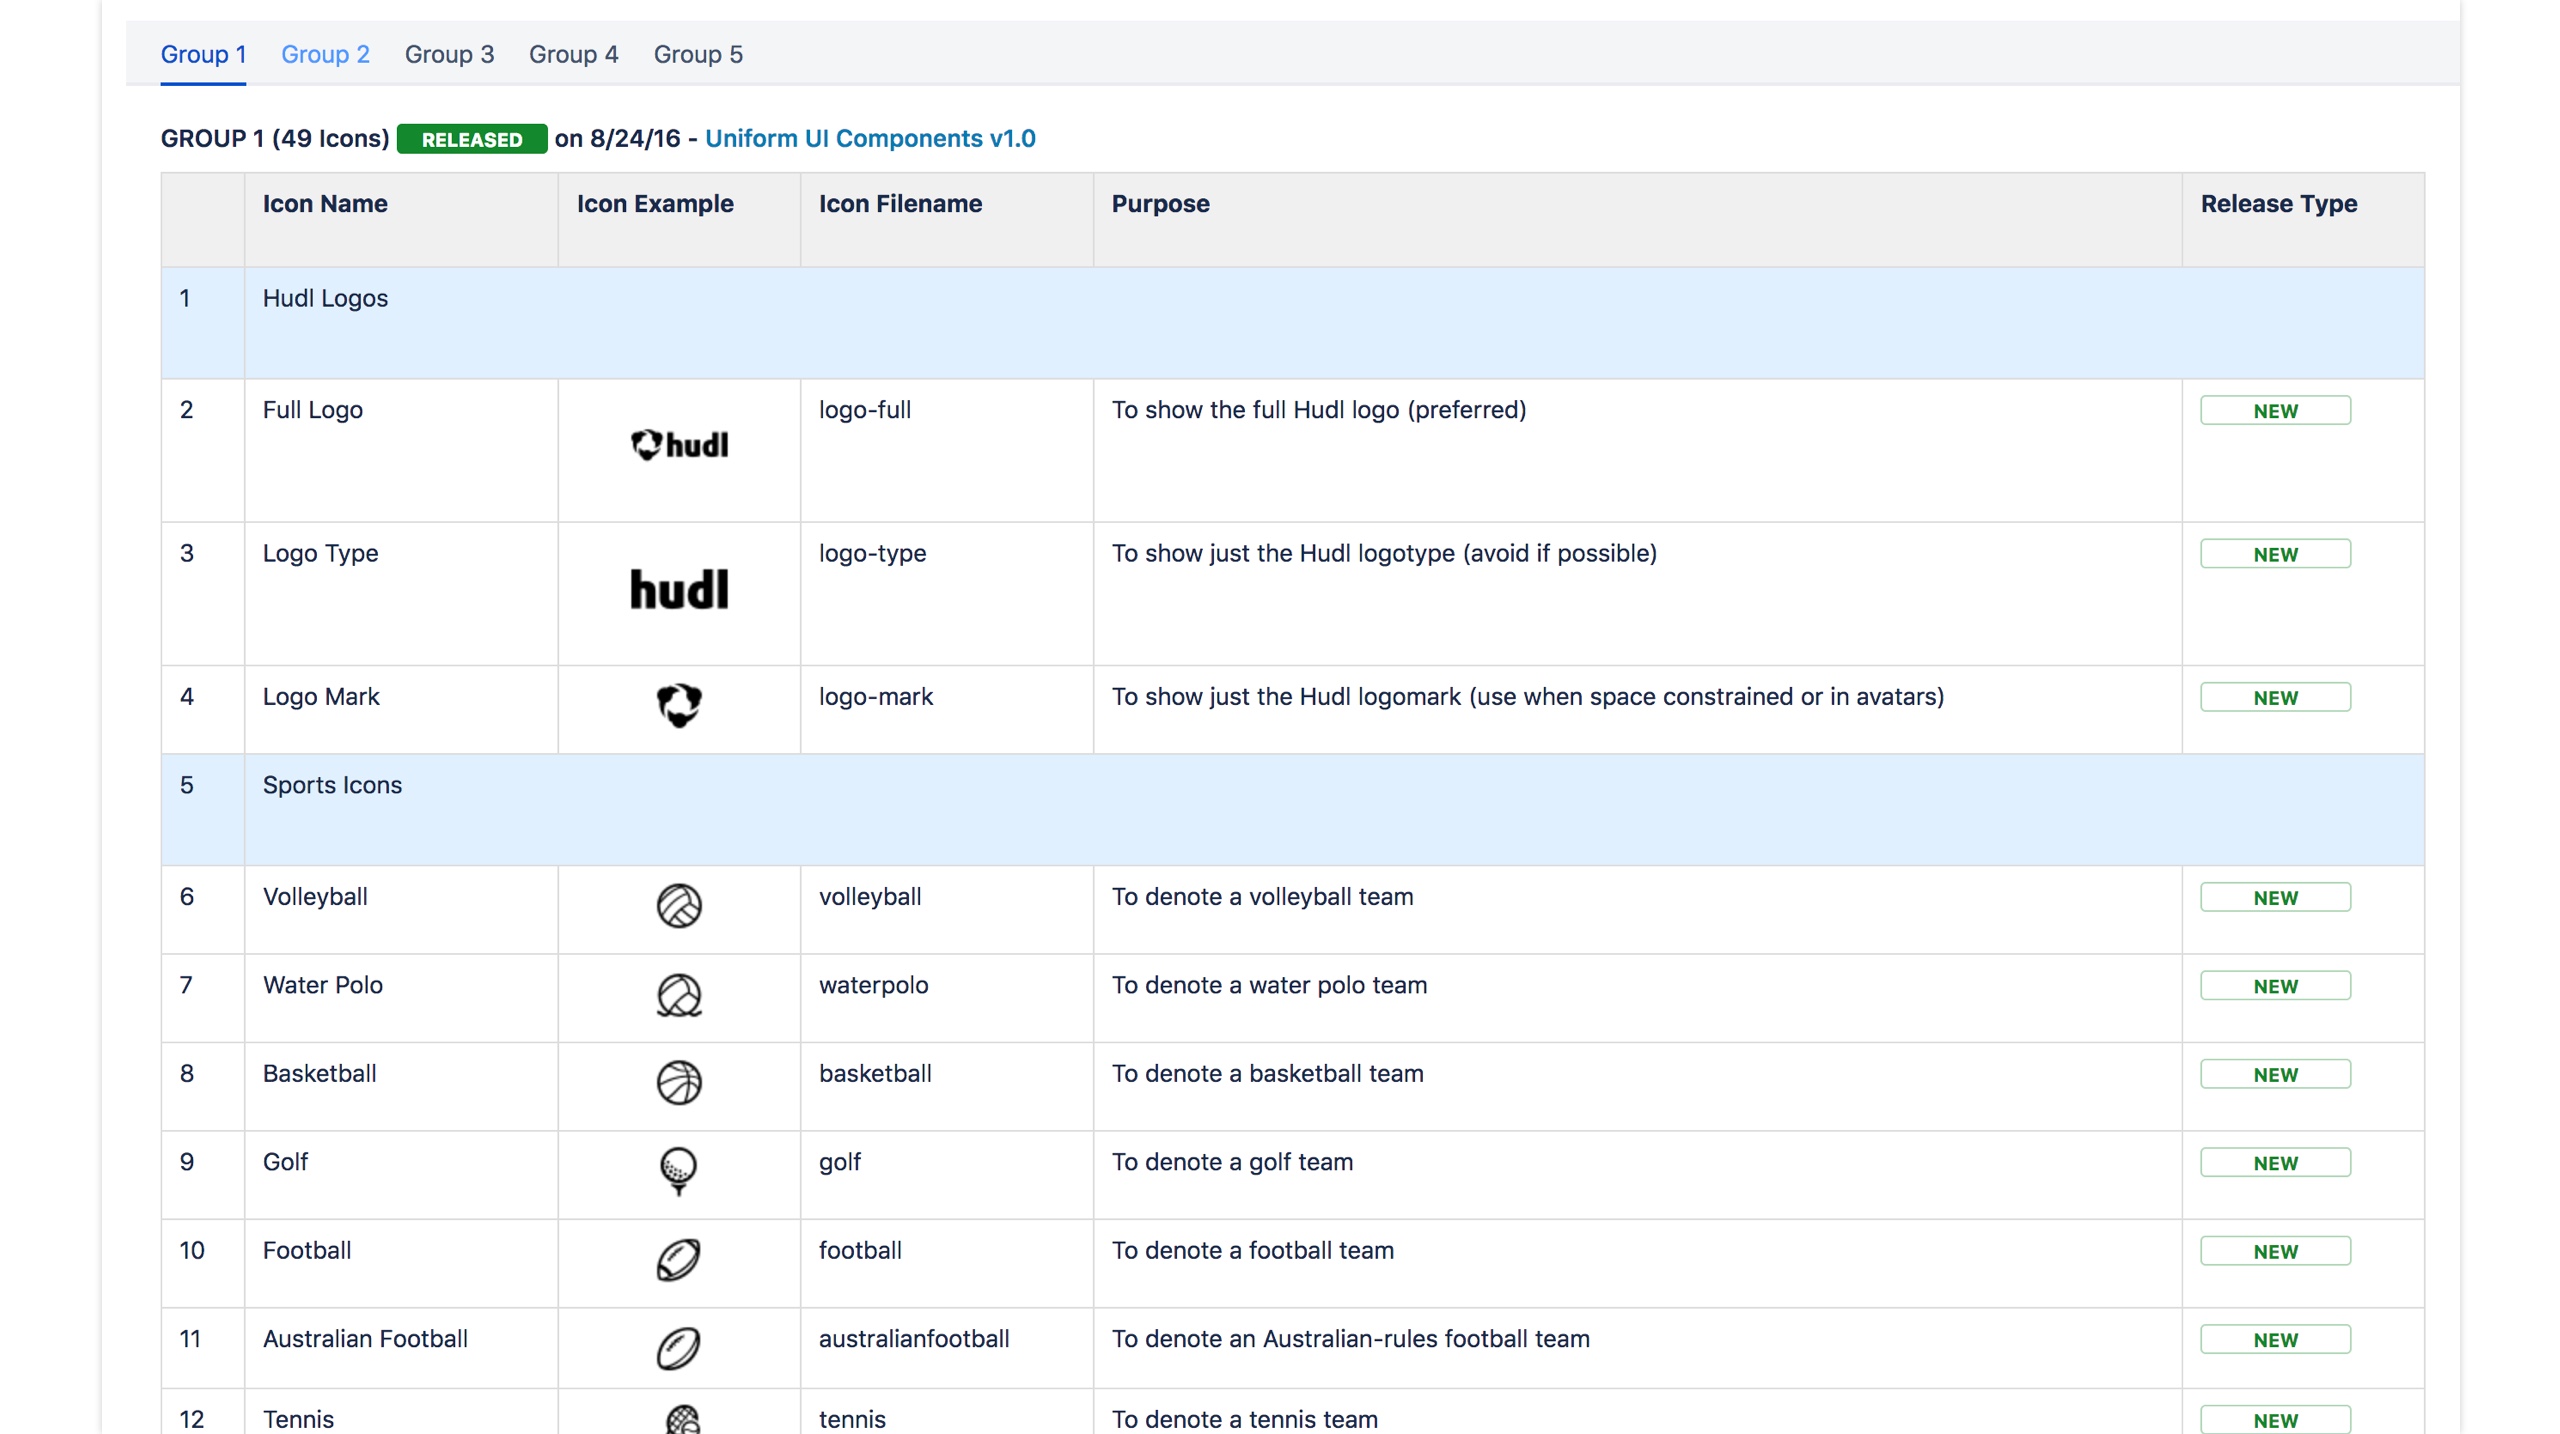 Group 1 Group 2 Group 3 Group 4 Group 5
GROUP 1 (49 Icons) RELEASED on 8/24/16 - Uniform UI Components v1.0
Icon Name Icon Example Icon Filename Purpose Release Type
1 Hudl Logos
2 Full Logo hudl logo-full To show the full Hudl logo (preferred) NEW
3 Logo Type hudl logo-type To show just the Hudl logotype (avoid if possible) NEW
4 Logo Mark logo-mark To show just the Hudl logomark (use when space constrained or in avatars) NEW
5 Sports Icons
6 Volleyball volleyball To denote a volleyball team NEW
7 Water Polo waterpolo To denote a water polo team NEW
8 Basketball basketball To denote a basketball team NEW
9 Golf golf To denote a golf team NEW
10 Football football To denote a football team NEW
11 Australian Football australianfootball To denote an Australian-rules football team NEW
12 Tennis tennis To denote a tennis team NEW